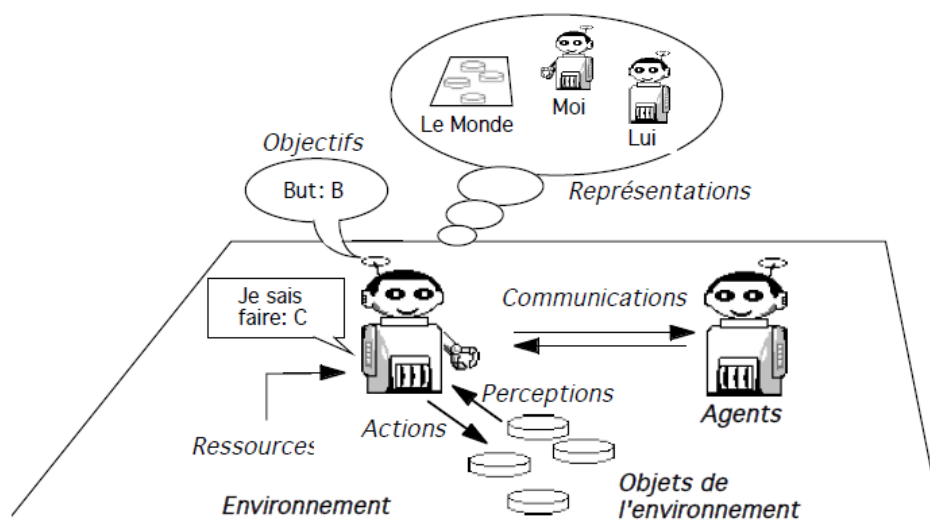 Le Monde
Moi
Lui
Objectifs
But: B
Représentations
Je sais
faire: C
Communications
Perceptions
Actions
Agents
Ressources
Environnement
Objets de
l'environnement